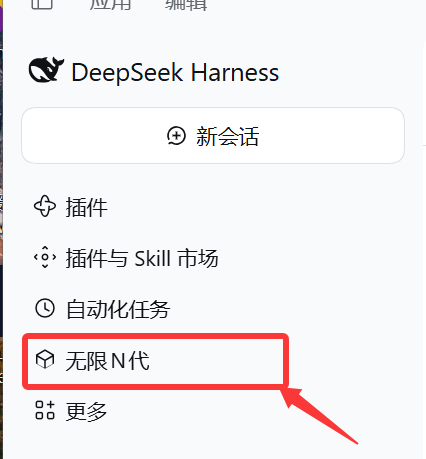 应用 编辑
DeepSeek Harness
新会话
插件
插件与 Skill 市场
自动化任务
无限N代
更多